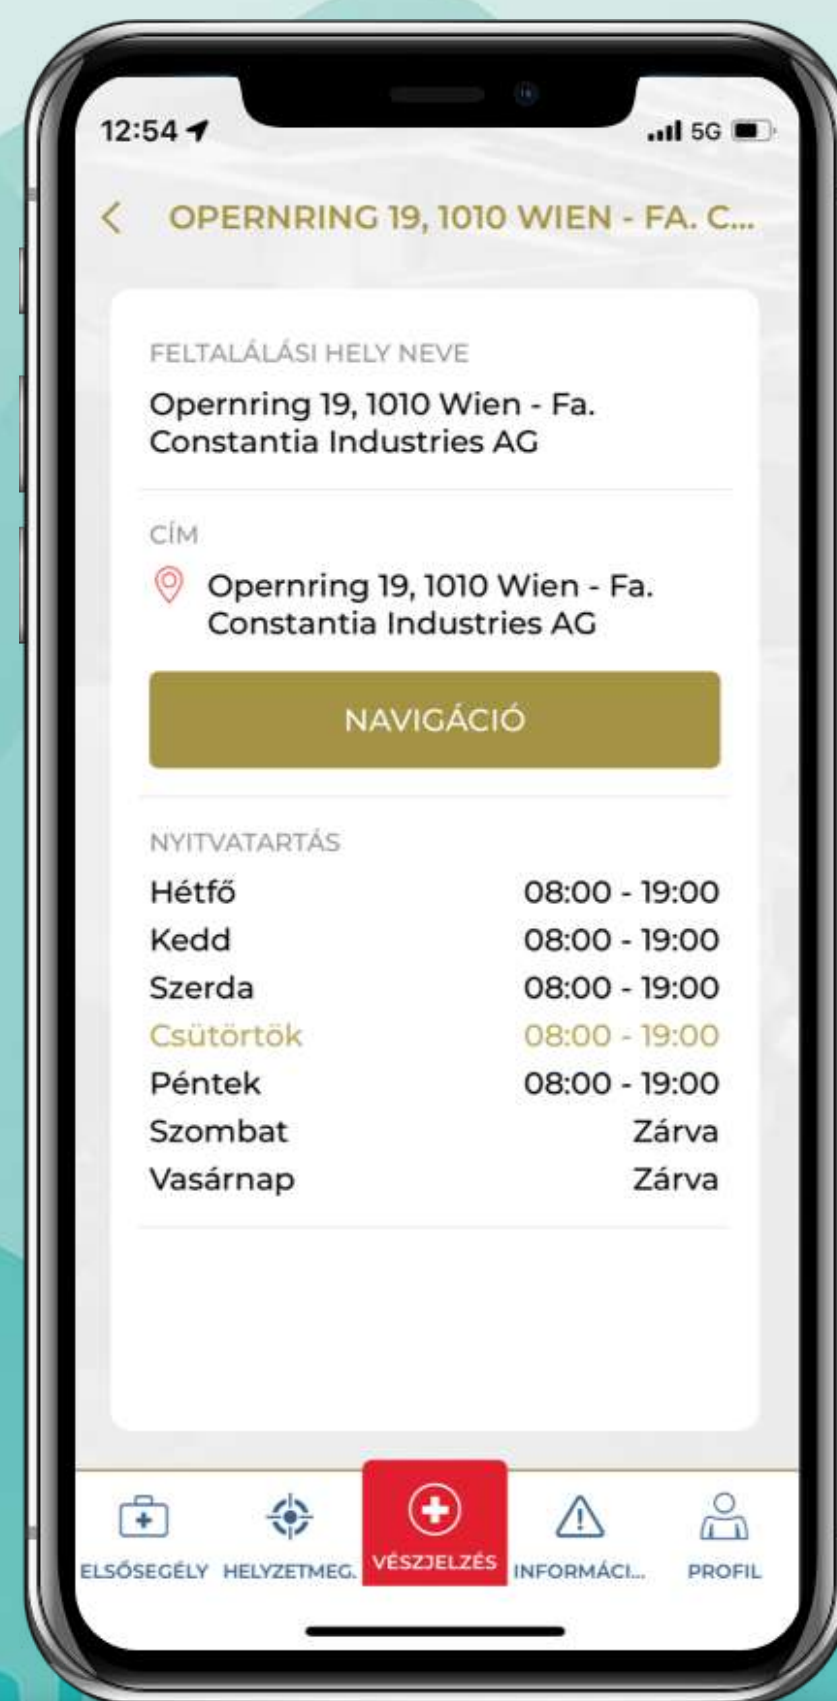 12:54
5G
OPERNRING 19, 1010 WIEN - FA. C...
FELTALÁLÁSI HELY NEVE
Opernring 19, 1010 Wien - Fa.
Constantia Industries AG
CÍM
Opernring 19, 1010 Wien - Fa.
Constantia Industries AG
NAVIGÁCIÓ
NYITVATARTÁS
Hétfő 08:00 - 19:00
Kedd 08:00 - 19:00
Szerda 08:00 - 19:00
Csütörtök 08:00 - 19:00
Péntek 08:00 - 19:00
Szombat Zárva
Vasárnap Zárva
ELSŐSEGÉLY HELYZETMEG. VÉSZJELZÉS INFORMÁCI... PROFIL